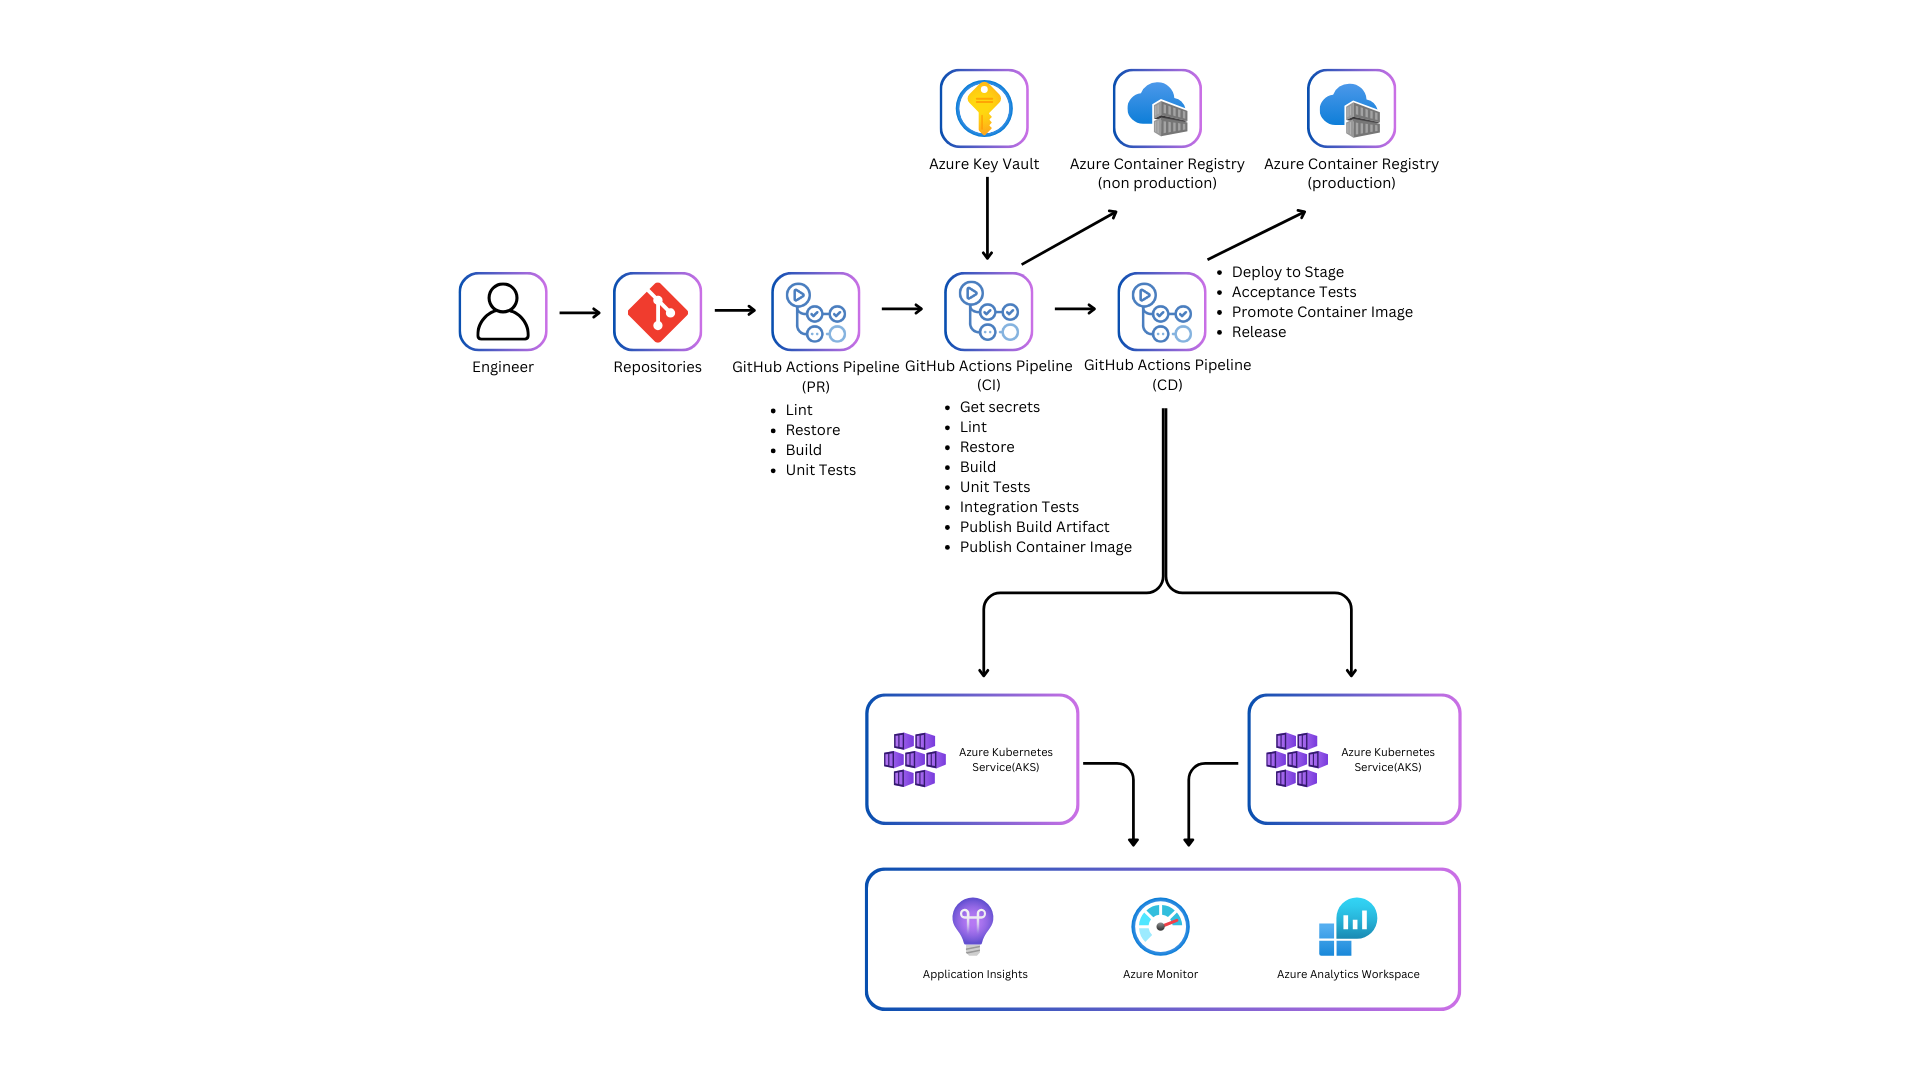 Azure Key Vault
Azure Container Registry
(non production)
Azure Container Registry
(production)
Engineer
Repositories
GitHub Actions Pipeline
(PR)
• Lint
• Restore
• Build
• Unit Tests
GitHub Actions Pipeline
(CI)
• Get secrets
• Lint
• Restore
• Build
• Unit Tests
• Integration Tests
• Publish Build Artifact
• Publish Container Image
GitHub Actions Pipeline
(CD)
• Deploy to Stage
• Acceptance Tests
• Promote Container Image
• Release
Azure Kubernetes
Service(AKS)
Azure Kubernetes
Service(AKS)
Application Insights
Azure Monitor
Azure Analytics Workspace